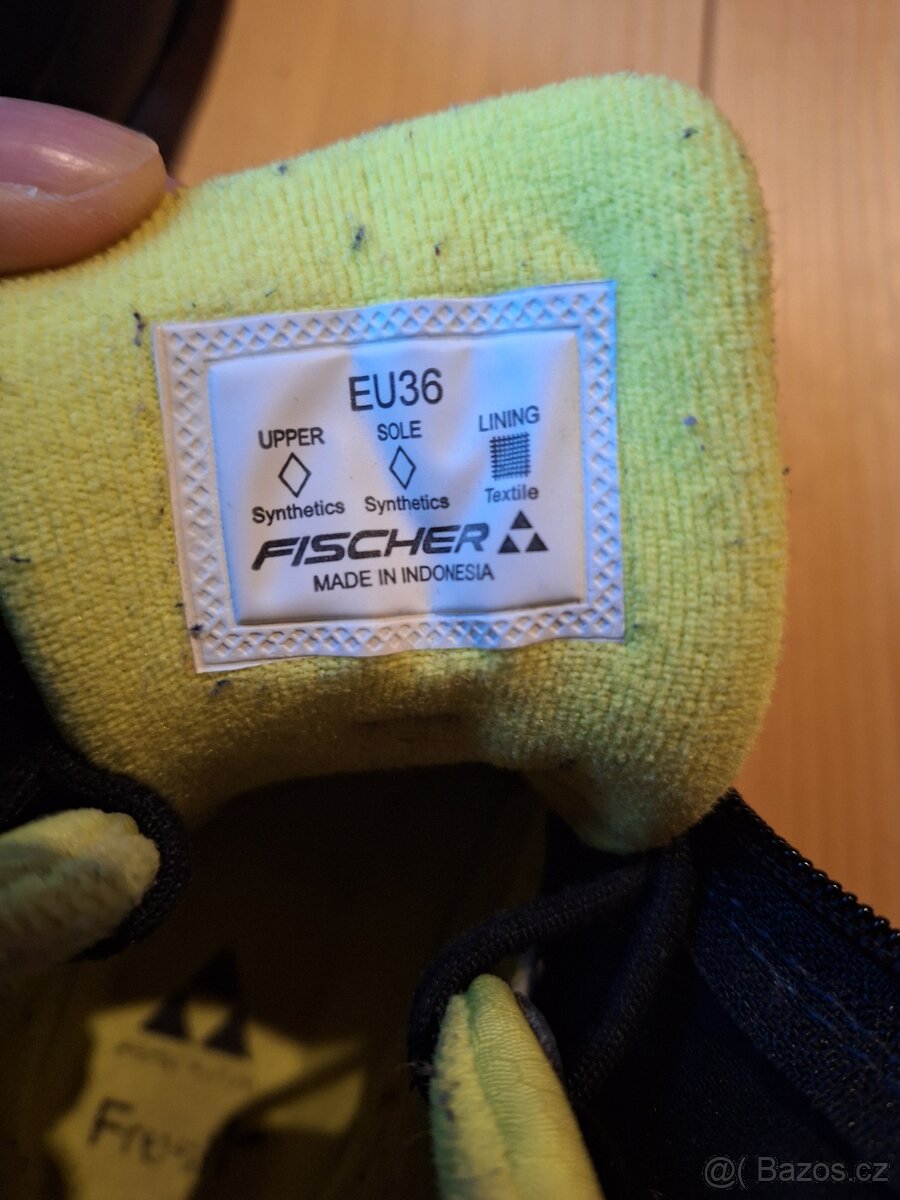 EU36
UPPER SOLE LINING
Synthetics Synthetics Textile
FISCHER
MADE IN INDONESIA
@( Bazos.cz